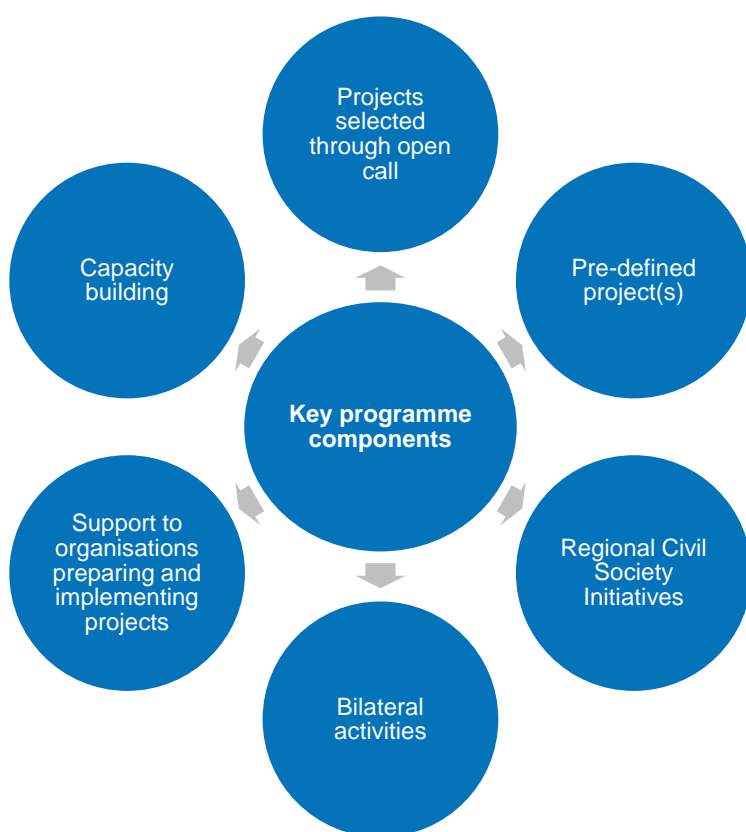 Projects
selected
through open
call
Capacity
building
Pre-defined
project(s)
Key programme
components
Support to
organisations
preparing and
implementing
projects
Regional Civil
Society
Initiatives
Bilateral
activities